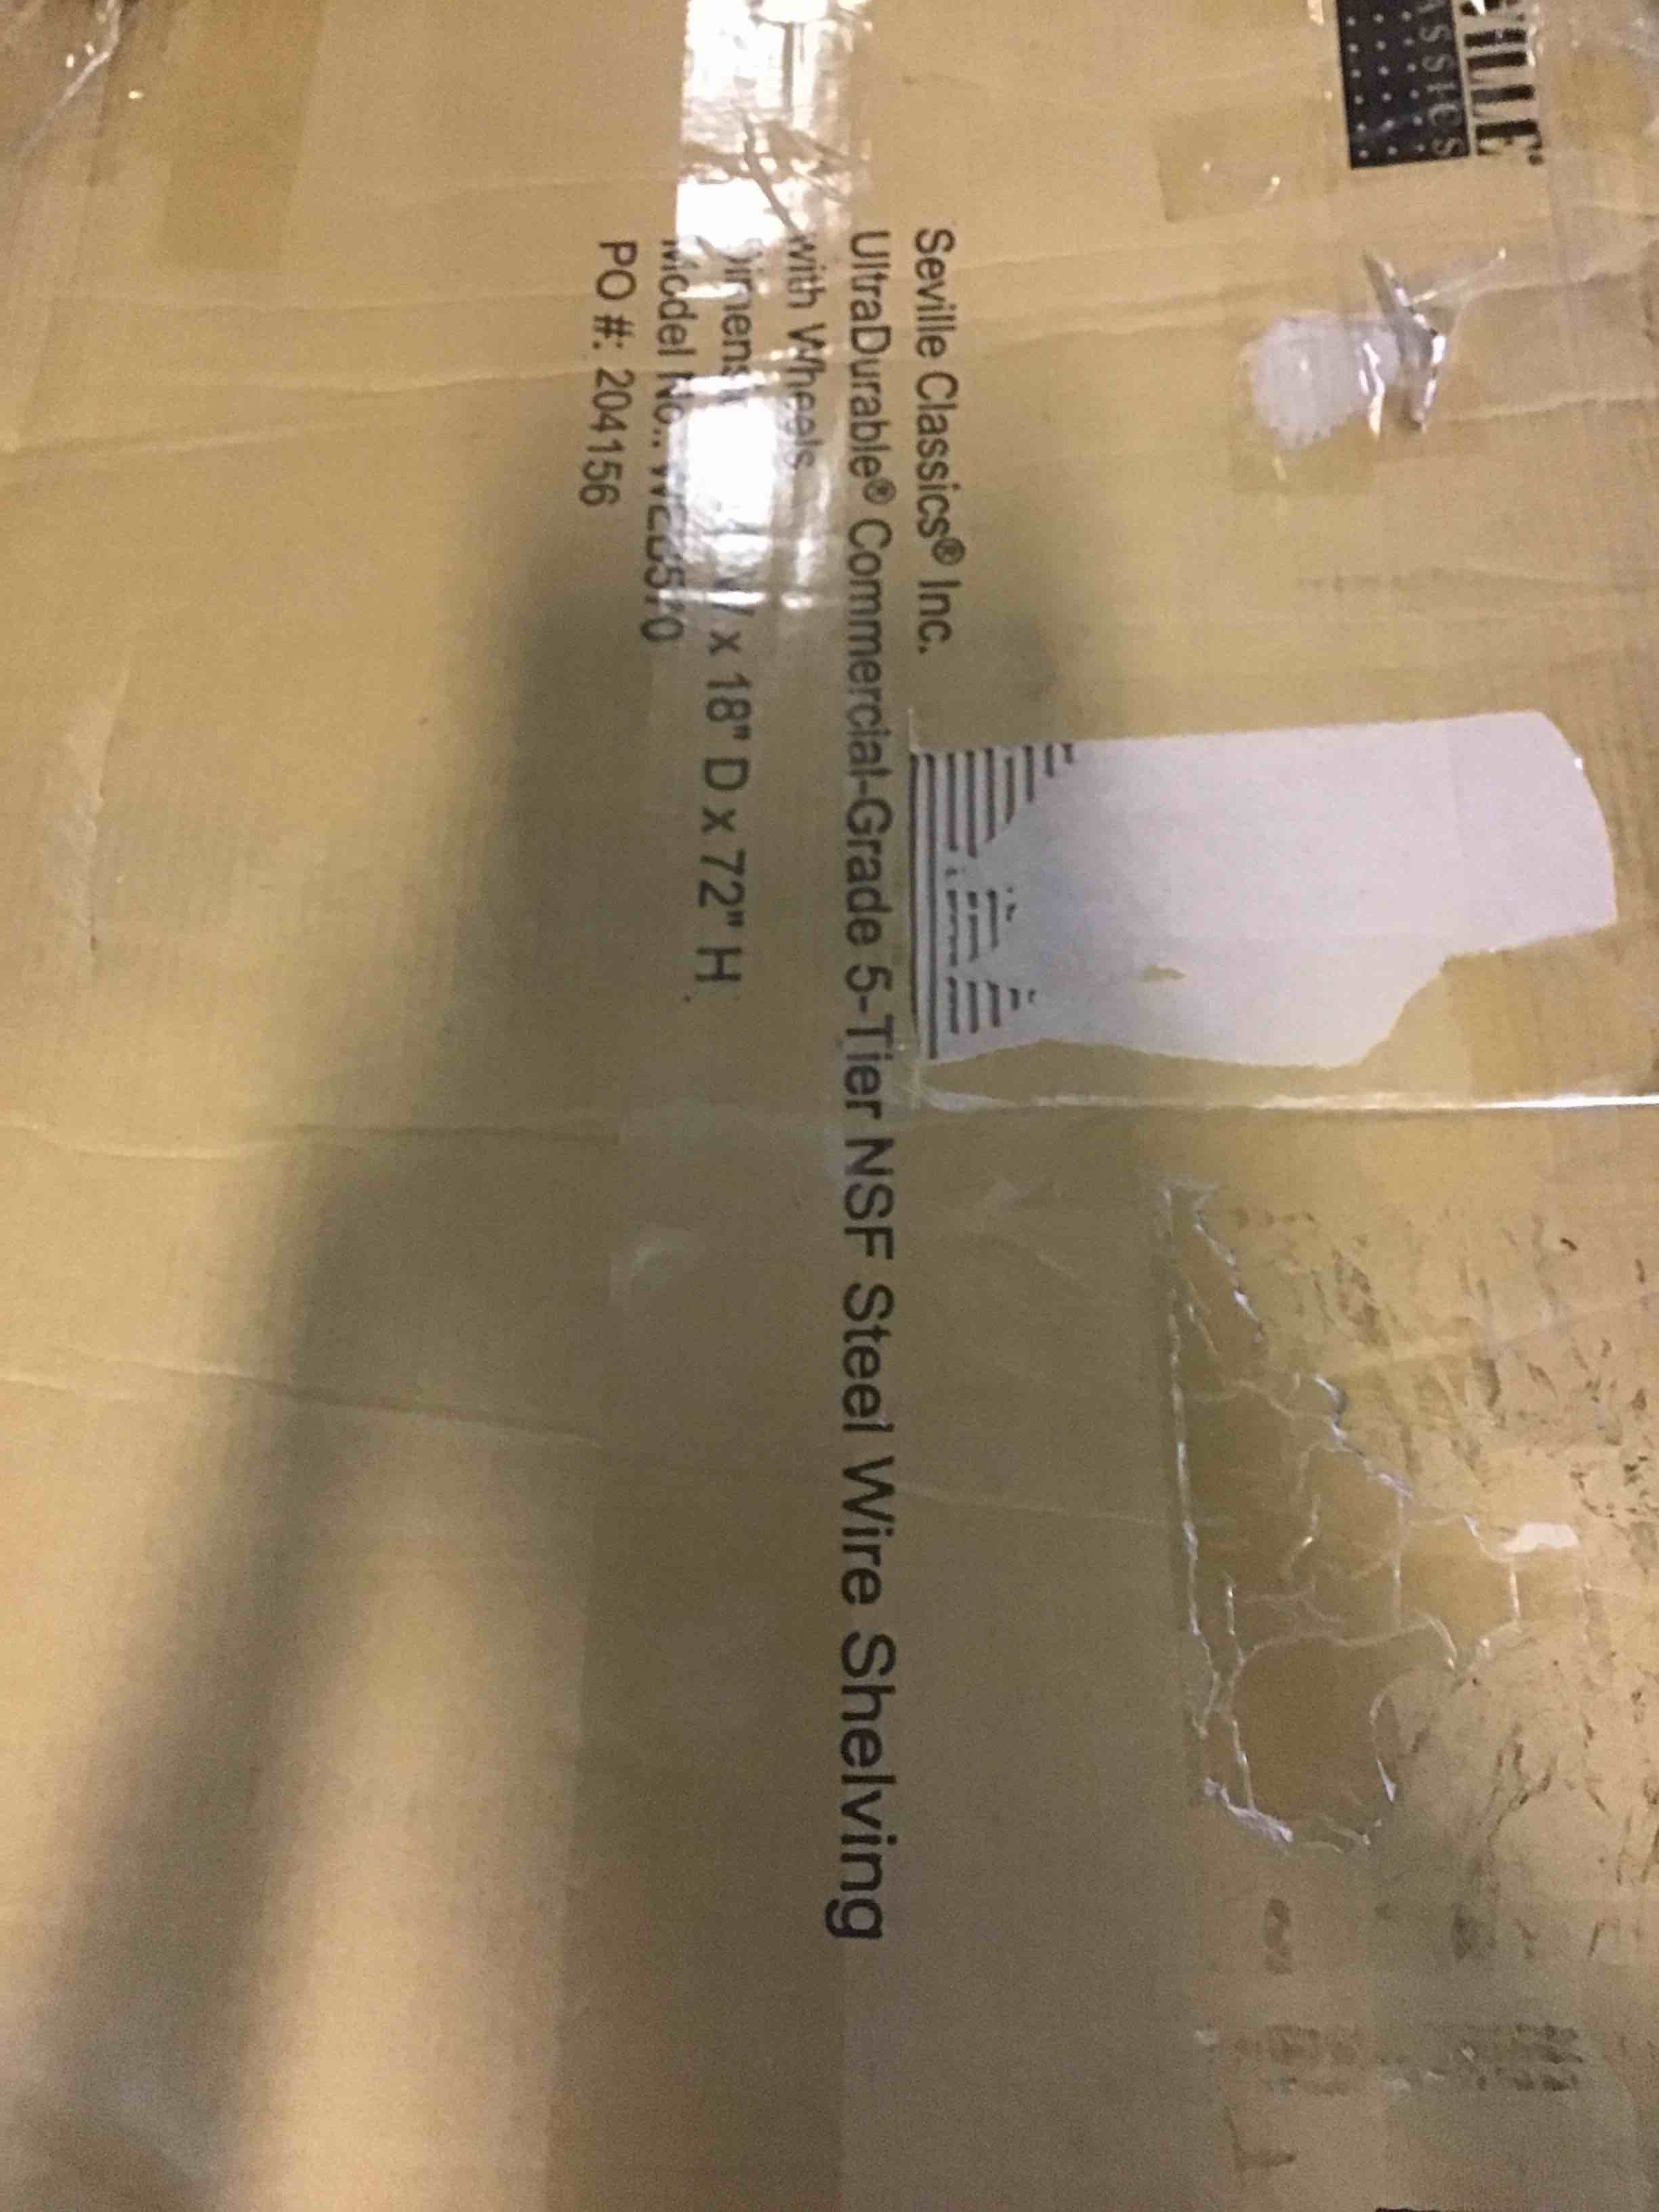 Seville Classics® Inc.
UltraDurable® Commercial-Grade 5-Tier NSF Steel Wire Shelving
with Wheels
x 18" D x 72" H
Model No.:
PO #: 204156